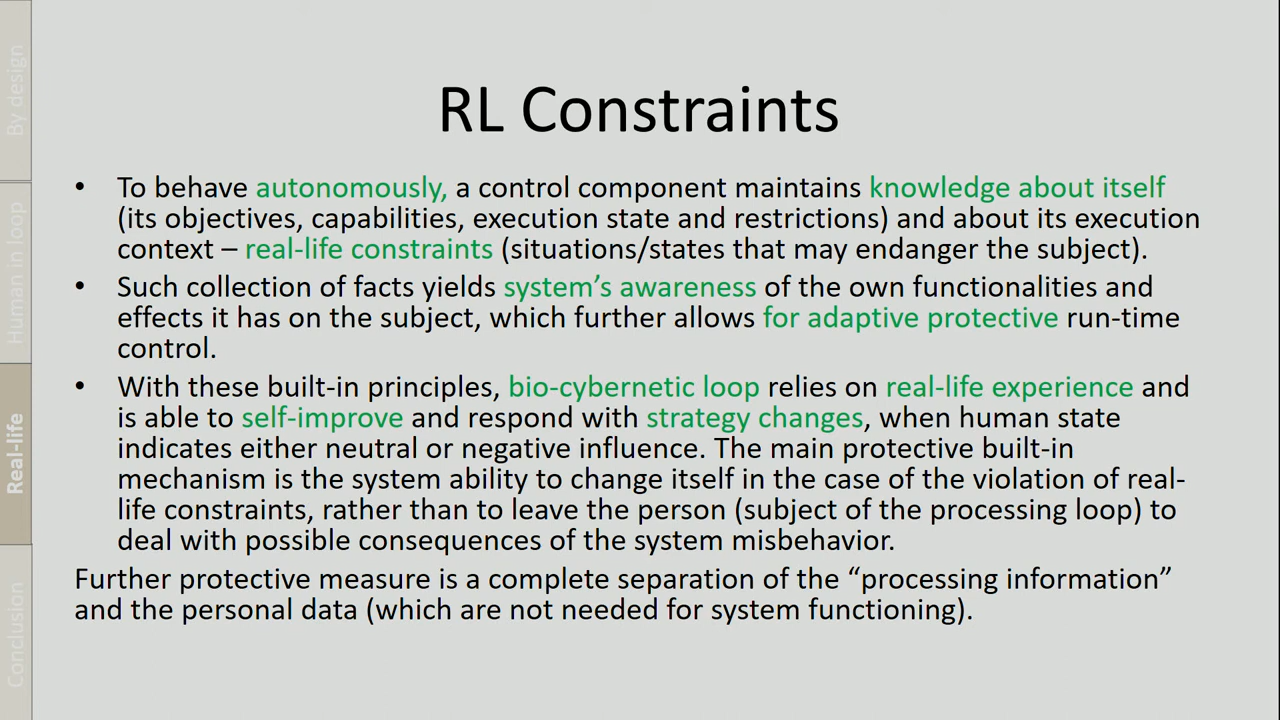 By design
Human in loop
Real-life
Conclusion
RL Constraints
• To behave autonomously, a control component maintains knowledge about itself
(its objectives, capabilities, execution state and restrictions) and about its execution
context – real-life constraints (situations/states that may endanger the subject).
• Such collection of facts yields system’s awareness of the own functionalities and
effects it has on the subject, which further allows for adaptive protective run-time
control.
• With these built-in principles, bio-cybernetic loop relies on real-life experience and
is able to self-improve and respond with strategy changes, when human state
indicates either neutral or negative influence. The main protective built-in
mechanism is the system ability to change itself in the case of the violation of real-
life constraints, rather than to leave the person (subject of the processing loop) to
deal with possible consequences of the system misbehavior.
Further protective measure is a complete separation of the “processing information”
and the personal data (which are not needed for system functioning).